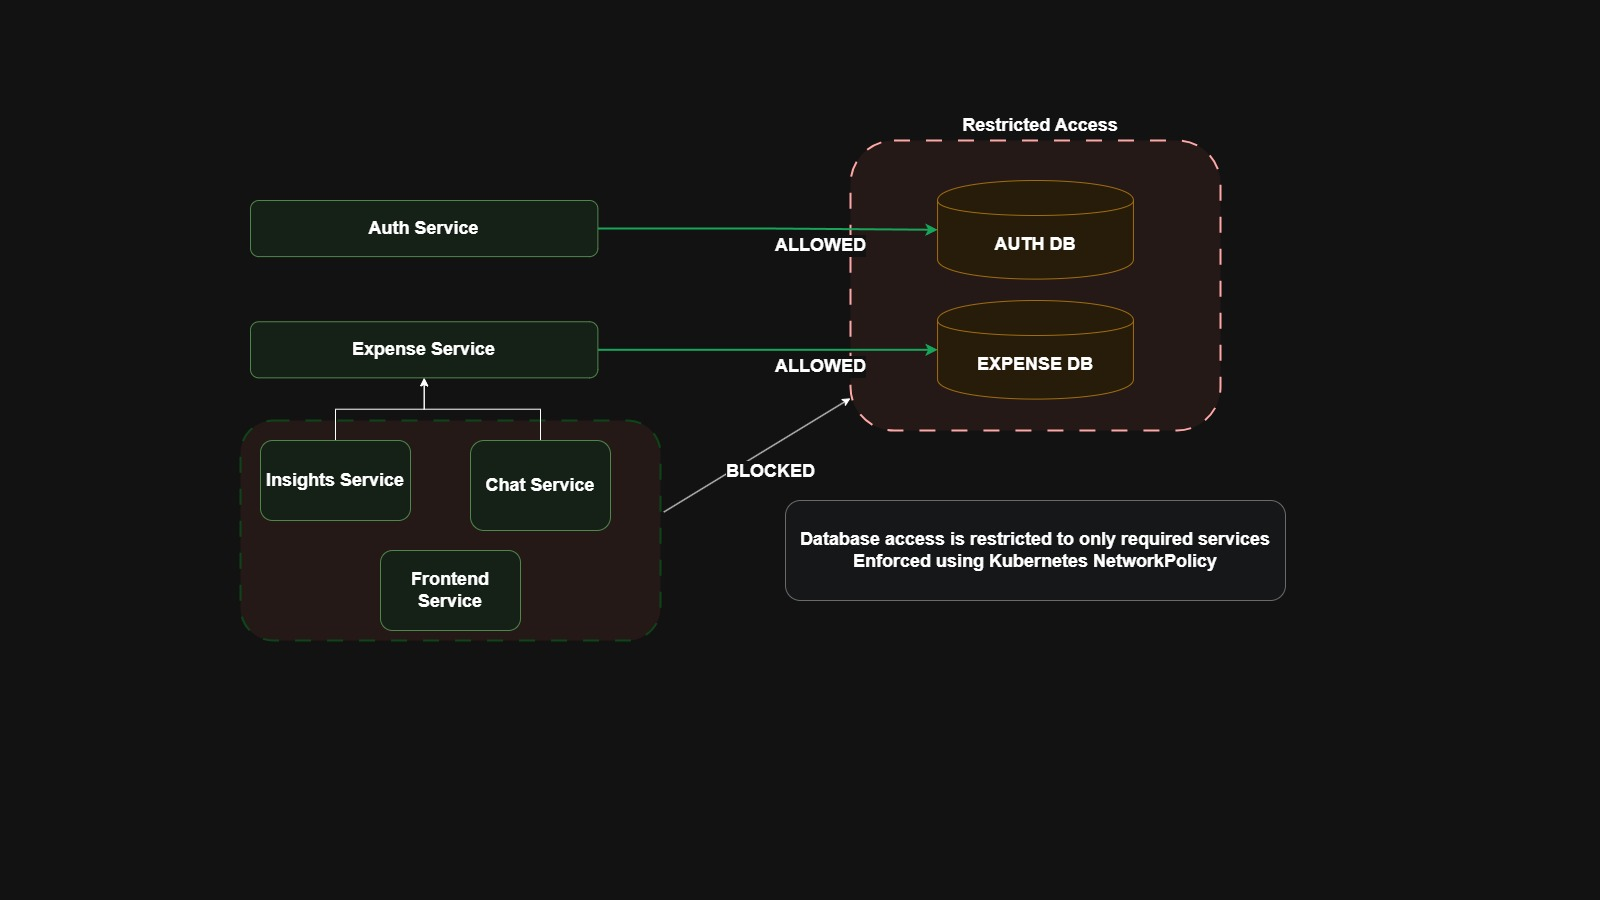 Restricted Access
Auth Service
ALLOWED
AUTH DB
Expense Service
ALLOWED
EXPENSE DB
Insights Service
Chat Service
BLOCKED
Frontend
Service
Database access is restricted to only required services
Enforced using Kubernetes NetworkPolicy